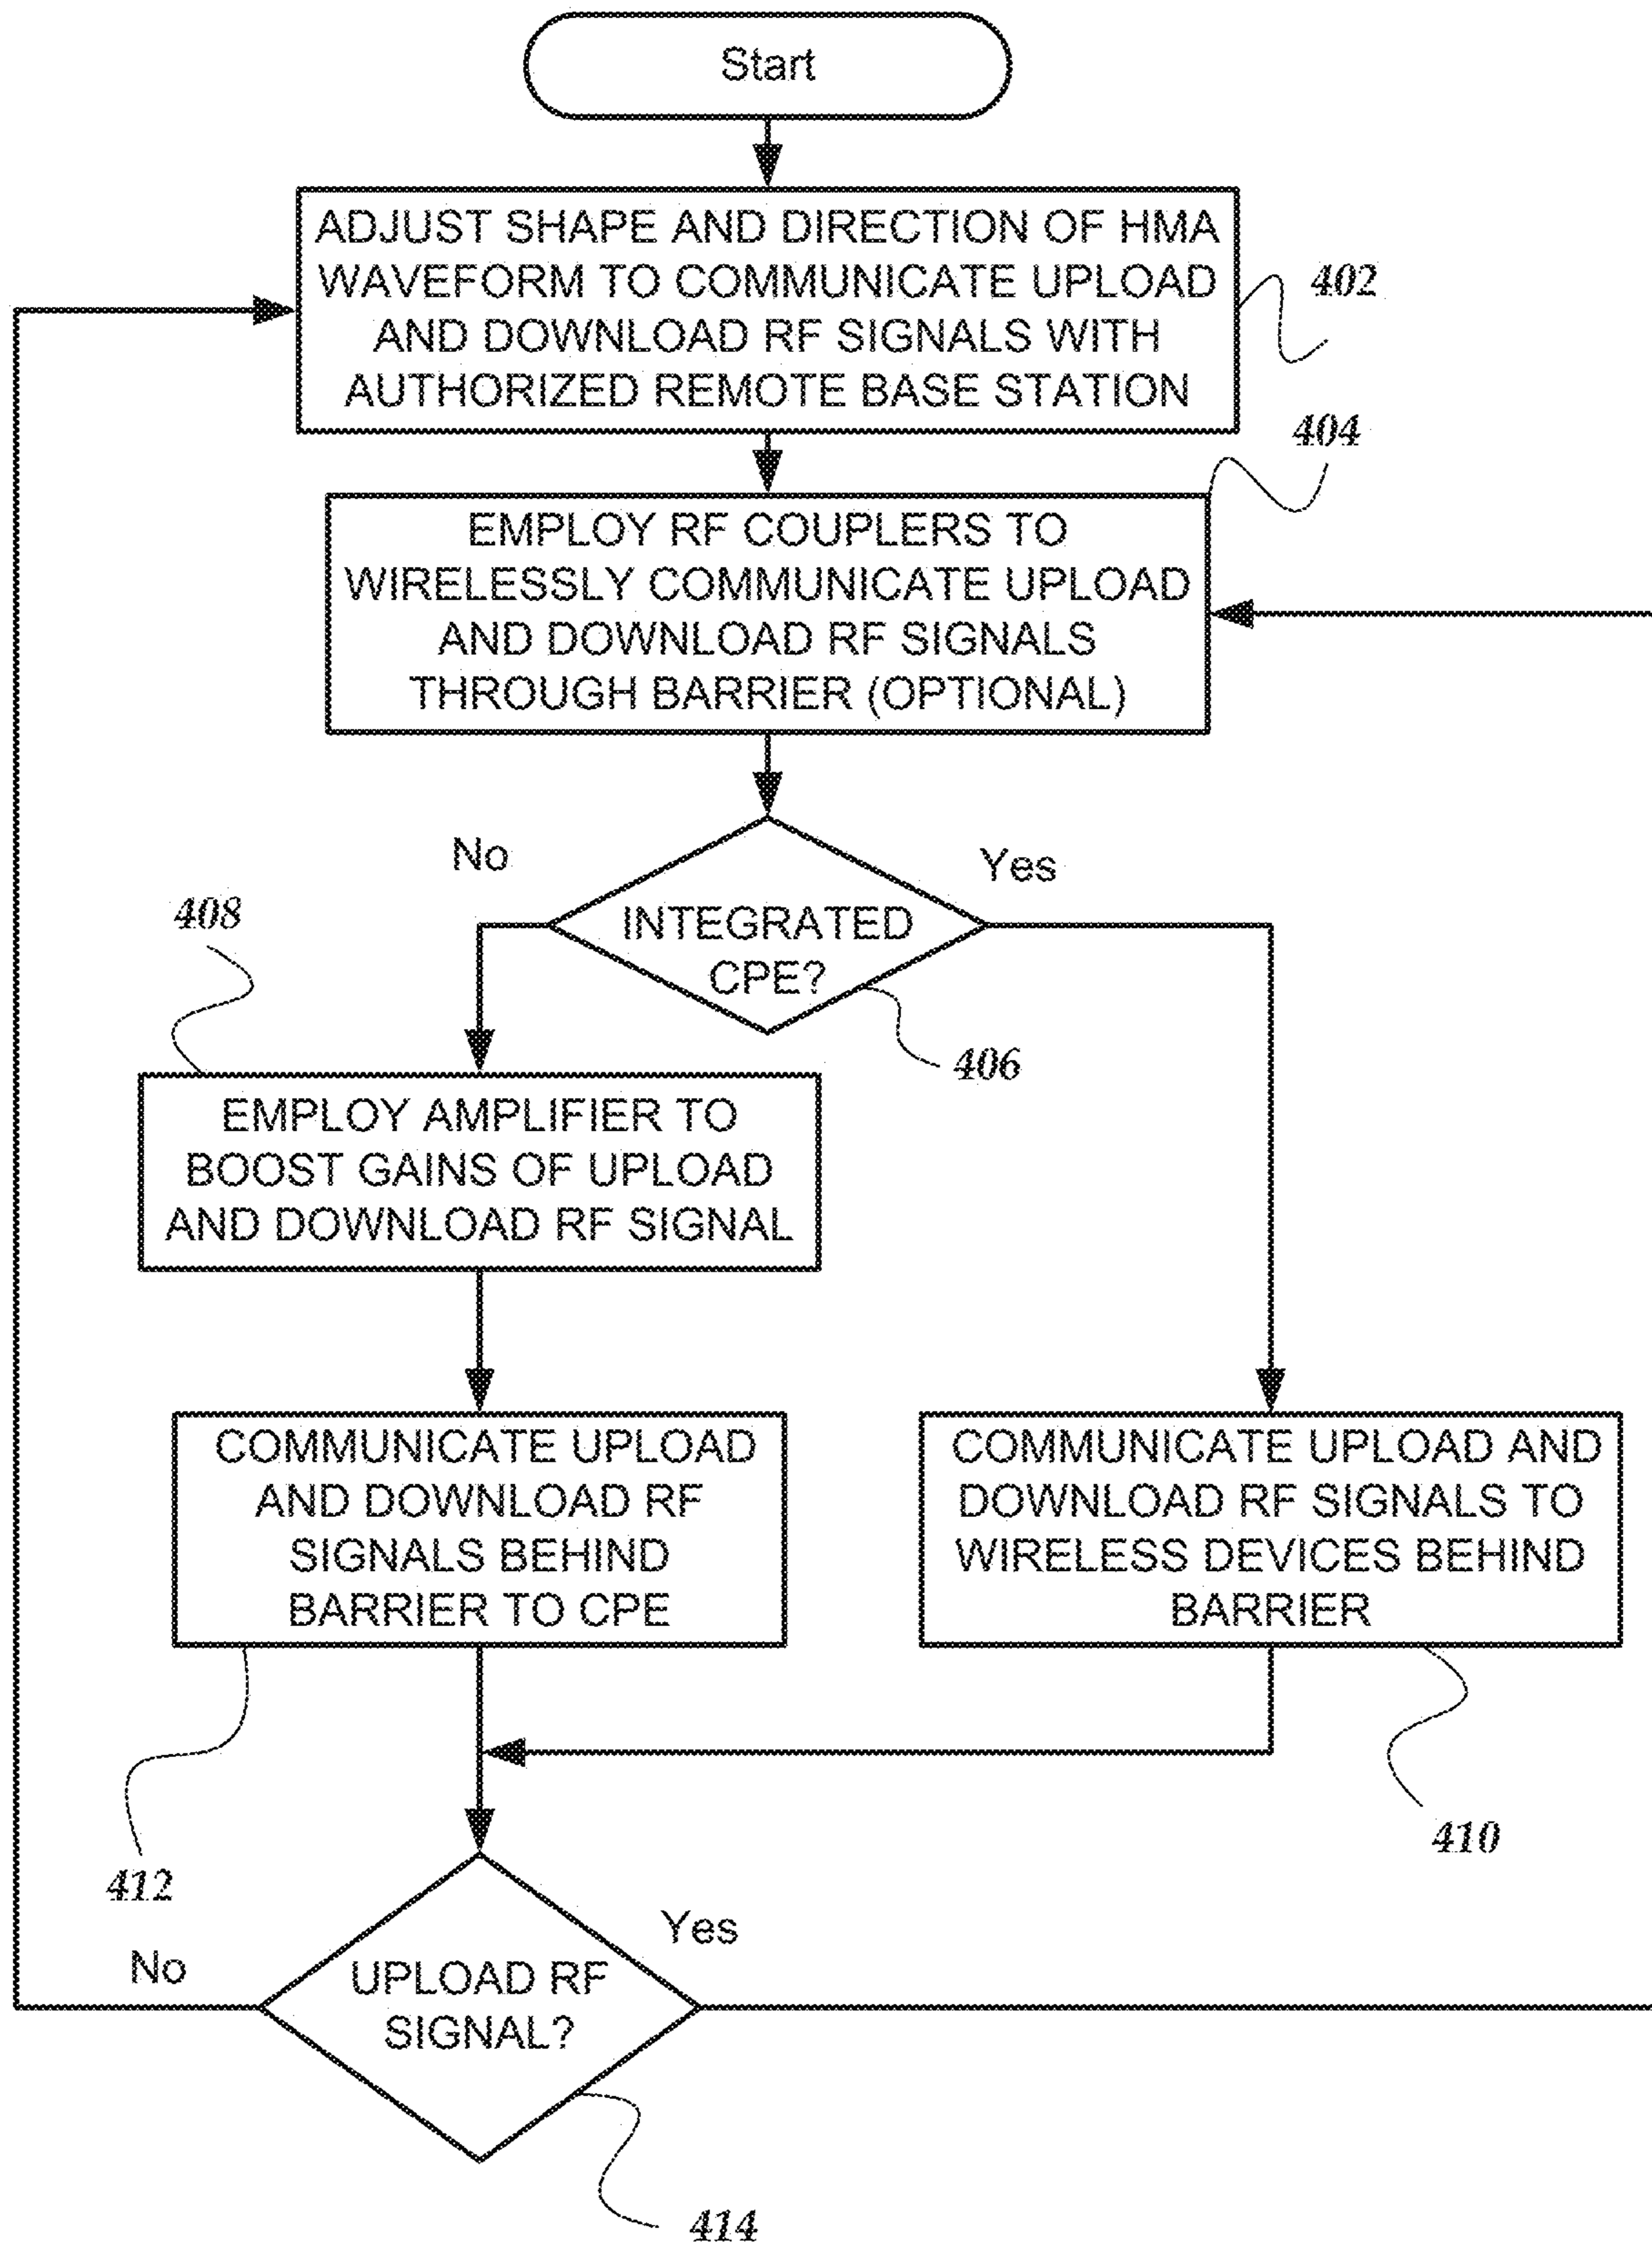 Start
ADJUST SHAPE AND DIRECTION OF HMA
WAVEFORM TO COMMUNICATE UPLOAD
AND DOWNLOAD RF SIGNALS WITH
AUTHORIZED REMOTE BASE STATION
402
404
EMPLOY RF COUPLERS TO
WIRELESSLY COMMUNICATE UPLOAD
AND DOWNLOAD RF SIGNALS
THROUGH BARRIER (OPTIONAL)
No
Yes
INTEGRATED
CPE?
406
408
EMPLOY AMPLIFIER TO
BOOST GAINS OF UPLOAD
AND DOWNLOAD RF SIGNAL
COMMUNICATE UPLOAD
AND DOWNLOAD RF
SIGNALS BEHIND
BARRIER TO CPE
412
COMMUNICATE UPLOAD AND
DOWNLOAD RF SIGNALS TO
WIRELESS DEVICES BEHIND
BARRIER
410
No
Yes
UPLOAD RF
SIGNAL?
414